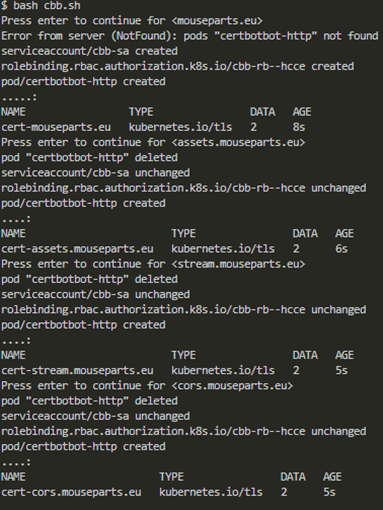 $ bash cbb.sh
Press enter to continue for <mouseparts.eu>
Error from server (NotFound): pods "certbotbot-http" not found
serviceaccount/cbb-sa created
rolebinding.rbac.authorization.k8s.io/cbb-rb--hcce created
pod/certbotbot-http created
.....:
NAME TYPE DATA AGE
cert-mouseparts.eu kubernetes.io/tls 2 8s
Press enter to continue for <assets.mouseparts.eu>
pod "certbotbot-http" deleted
serviceaccount/cbb-sa unchanged
rolebinding.rbac.authorization.k8s.io/cbb-rb--hcce unchanged
pod/certbotbot-http created
....:
NAME TYPE DATA AGE
cert-assets.mouseparts.eu kubernetes.io/tls 2 6s
Press enter to continue for <stream.mouseparts.eu>
pod "certbotbot-http" deleted
serviceaccount/cbb-sa unchanged
rolebinding.rbac.authorization.k8s.io/cbb-rb--hcce unchanged
pod/certbotbot-http created
....:
NAME TYPE DATA AGE
cert-stream.mouseparts.eu kubernetes.io/tls 2 5s
Press enter to continue for <cors.mouseparts.eu>
pod "certbotbot-http" deleted
serviceaccount/cbb-sa unchanged
rolebinding.rbac.authorization.k8s.io/cbb-rb--hcce unchanged
pod/certbotbot-http created
....:
NAME TYPE DATA AGE
cert-cors.mouseparts.eu kubernetes.io/tls 2 5s